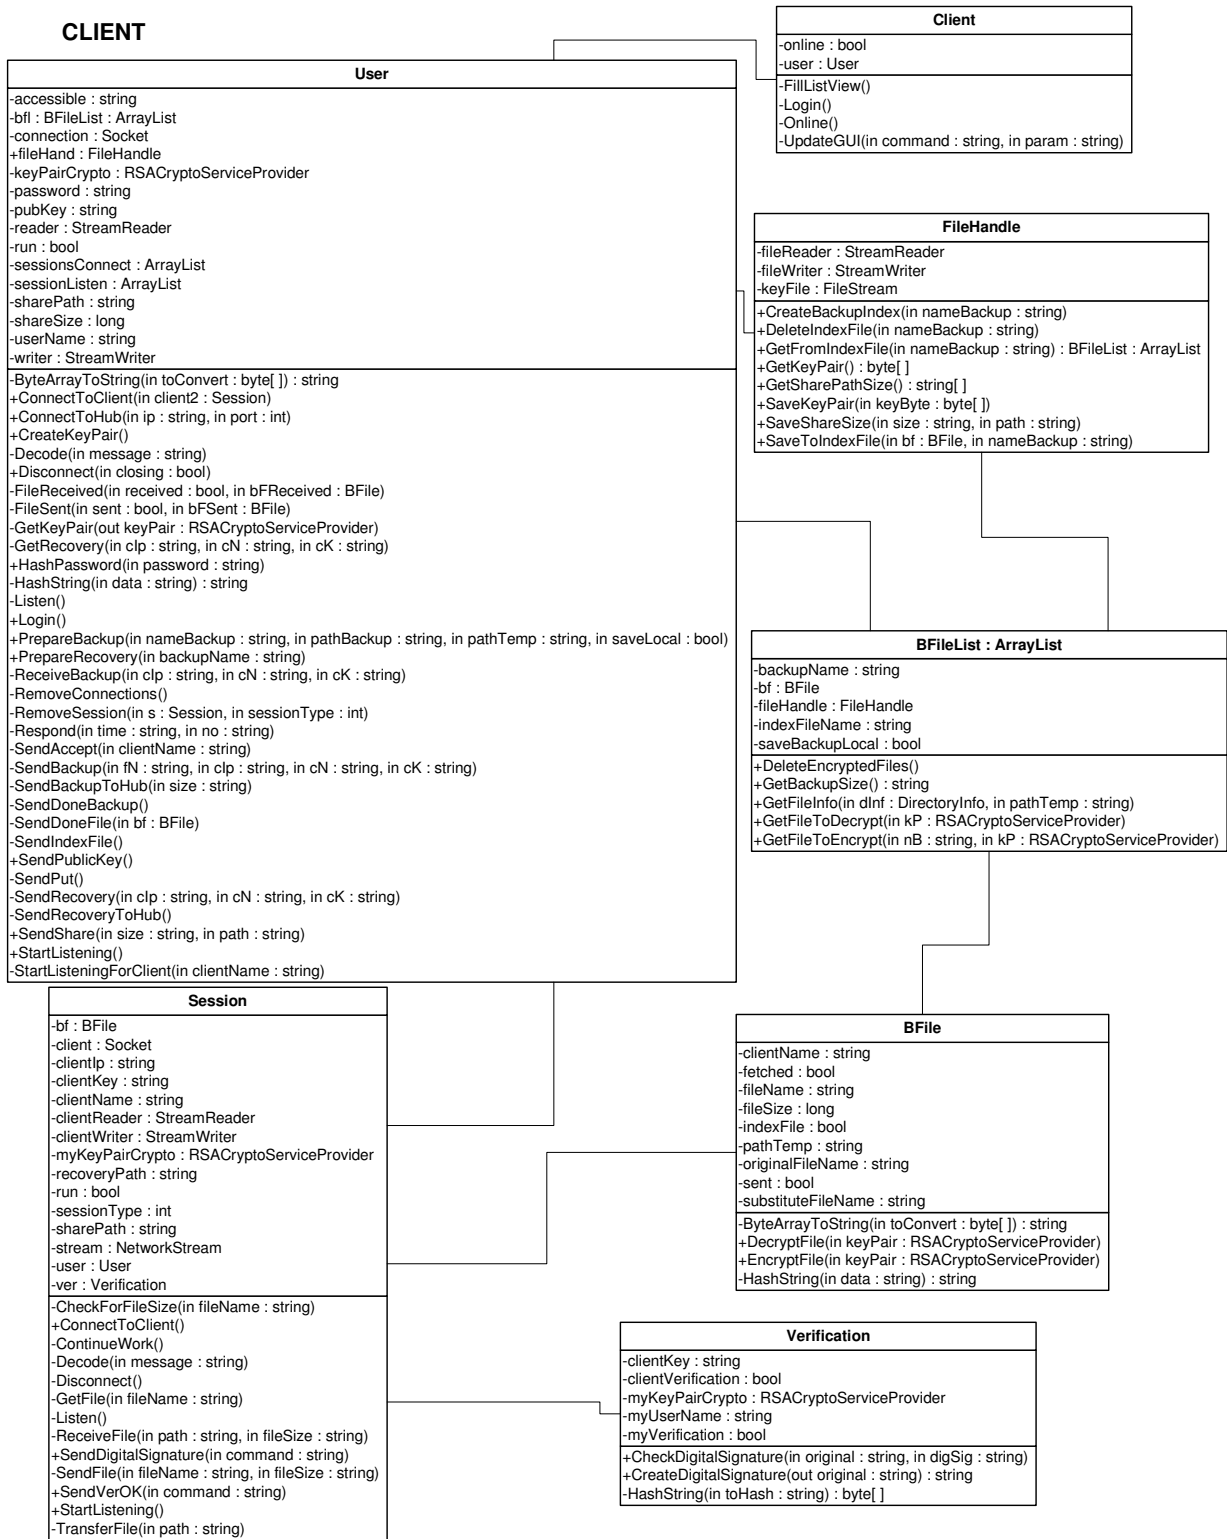 CLIENT
Client
-online : bool
-user : User
-FillListView()
-Login()
-Online()
-UpdateGUI(in command : string, in param : string)
User
-accessible : string
-bfl : BFileList : ArrayList
-connection : Socket
+fileHand : FileHandle
-keyPairCrypto : RSACryptoServiceProvider
-password : string
-pubKey : string
-reader : StreamReader
-run : bool
-sessionsConnect : ArrayList
-sessionListen : ArrayList
-sharePath : string
-shareSize : long
-userName : string
-writer : StreamWriter
-ByteArrayToString(in toConvert : byte[ ]) : string
+ConnectToClient(in client2 : Session)
+ConnectToHub(in ip : string, in port : int)
+CreateKeyPair()
-Decode(in message : string)
+Disconnect(in closing : bool)
-FileReceived(in received : bool, in bFReceived : BFile)
-FileSent(in sent : bool, in bFSent : BFile)
-GetKeyPair(out keyPair : RSACryptoServiceProvider)
-GetRecovery(in cIp : string, in cN : string, in cK : string)
+HashPassword(in password : string)
-HashString(in data : string) : string
-Listen()
+Login()
+PrepareBackup(in nameBackup : string, in pathBackup : string, in pathTemp : string, in saveLocal : bool)
+PrepareRecovery(in backupName : string)
-ReceiveBackup(in cIp : string, in cN : string, in cK : string)
-RemoveConnections()
-RemoveSession(in s : Session, in sessionType : int)
-Respond(in time : string, in no : string)
-SendAccept(in clientName : string)
-SendBackup(in fN : string, in cIp : string, in cN : string, in cK : string)
-SendBackupToHub(in size : string)
-SendDoneBackup()
-SendDoneFile(in bf : BFile)
-SendIndexFile()
+SendPublicKey()
-SendPut()
-SendRecovery(in cIp : string, in cN : string, in cK : string)
-SendRecoveryToHub()
+SendShare(in size : string, in path : string)
+StartListening()
-StartListeningForClient(in clientName : string)
FileHandle
-fileReader : StreamReader
-fileWriter : StreamWriter
-keyFile : FileStream
+CreateBackupIndex(in nameBackup : string)
+DeleteIndexFile(in nameBackup : string)
+GetFromIndexFile(in nameBackup : string) : BFileList : ArrayList
+GetKeyPair() : byte[ ]
+GetSharePathSize() : string[ ]
+SaveKeyPair(in keyByte : byte[ ])
+SaveShareSize(in size : string, in path : string)
+SaveToIndexFile(in bf : BFile, in nameBackup : string)
BFileList : ArrayList
-backupName : string
-bf : BFile
-fileHandle : FileHandle
-indexFileName : string
-saveBackupLocal : bool
+DeleteEncryptedFiles()
+GetBackupSize() : string
+GetFileInfo(in dInf : DirectoryInfo, in pathTemp : string)
+GetFileToDecrypt(in kP : RSACryptoServiceProvider)
+GetFileToEncrypt(in nB : string, in kP : RSACryptoServiceProvider)
Session
-bf : BFile
-client : Socket
-clientIp : string
-clientKey : string
-clientName : string
-clientReader : StreamReader
-clientWriter : StreamWriter
-myKeyPairCrypto : RSACryptoServiceProvider
-recoveryPath : string
-run : bool
-sessionType : int
-sharePath : string
-stream : NetworkStream
-user : User
-ver : Verification
-CheckForFileSize(in fileName : string)
+ConnectToClient()
-ContinueWork()
-Decode(in message : string)
-Disconnect()
-GetFile(in fileName : string)
-Listen()
-ReceiveFile(in path : string, in fileSize : string)
+SendDigitalSignature(in command : string)
-SendFile(in fileName : string, in fileSize : string)
+SendVerOK(in command : string)
+StartListening()
-TransferFile(in path : string)
BFile
-clientName : string
-fetched : bool
-fileName : string
-fileSize : long
-indexFile : bool
-pathTemp : string
-originalFileName : string
-sent : bool
-substituteFileName : string
-ByteArrayToString(in toConvert : byte[ ]) : string
+DecryptFile(in keyPair : RSACryptoServiceProvider)
+EncryptFile(in keyPair : RSACryptoServiceProvider)
-HashString(in data : string) : string
Verification
-clientKey : string
-clientVerification : bool
-myKeyPairCrypto : RSACryptoServiceProvider
-myUserName : string
-myVerification : bool
+CheckDigitalSignature(in original : string, in digSig : string)
+CreateDigitalSignature(out original : string) : string
-HashString(in toHash : string) : byte[ ]